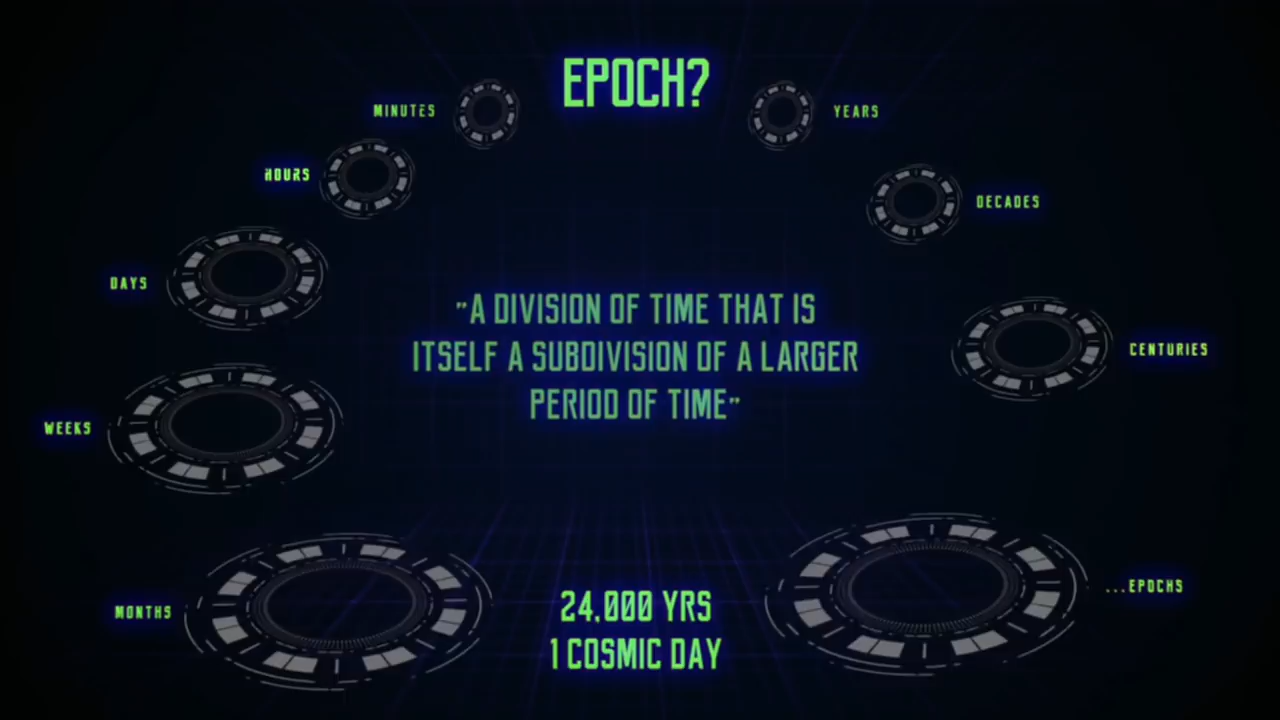 EPOCH?
MINUTES
YEARS
HOURS
DECADES
DAYS
"A DIVISION OF TIME THAT IS
ITSELF A SUBDIVISION OF A LARGER
PERIOD OF TIME"
CENTURIES
WEEKS
...EPOCHS
MONTHS
24,000 YRS
1 COSMIC DAY